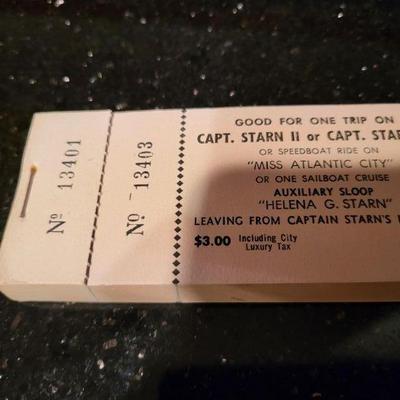 Nº 13401
Nº 13403
GOOD FOR ONE TRIP ON
CAPT. STARN II or CAPT.
OR SPEEDBOAT RIDE ON
"MISS ATLANTIC CITY"
OR ONE SAILBOAT CRUISE
AUXILIARY SLOOP
"HELENA G. STARN"
LEAVING FROM CAPTAIN STARN'S
$3.00 Including City
Luxury Tax